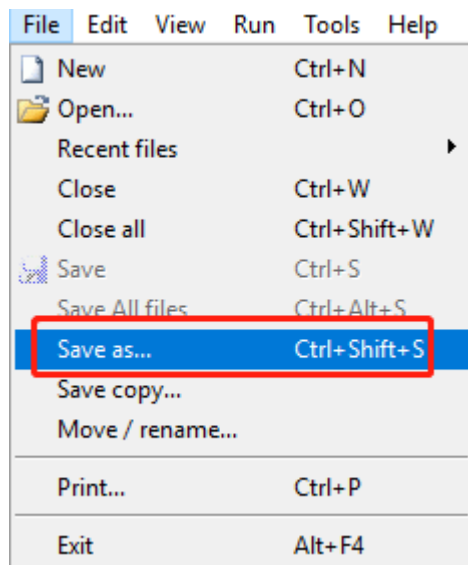 File Edit View Run Tools Help
New Ctrl+N
Open... Ctrl+O
Recent files
Close Ctrl+W
Close all Ctrl+Shift+W
Save Ctrl+S
Save All files Ctrl+Alt+S
Save as... Ctrl+Shift+S
Save copy...
Move / rename...
Print... Ctrl+P
Exit Alt+F4